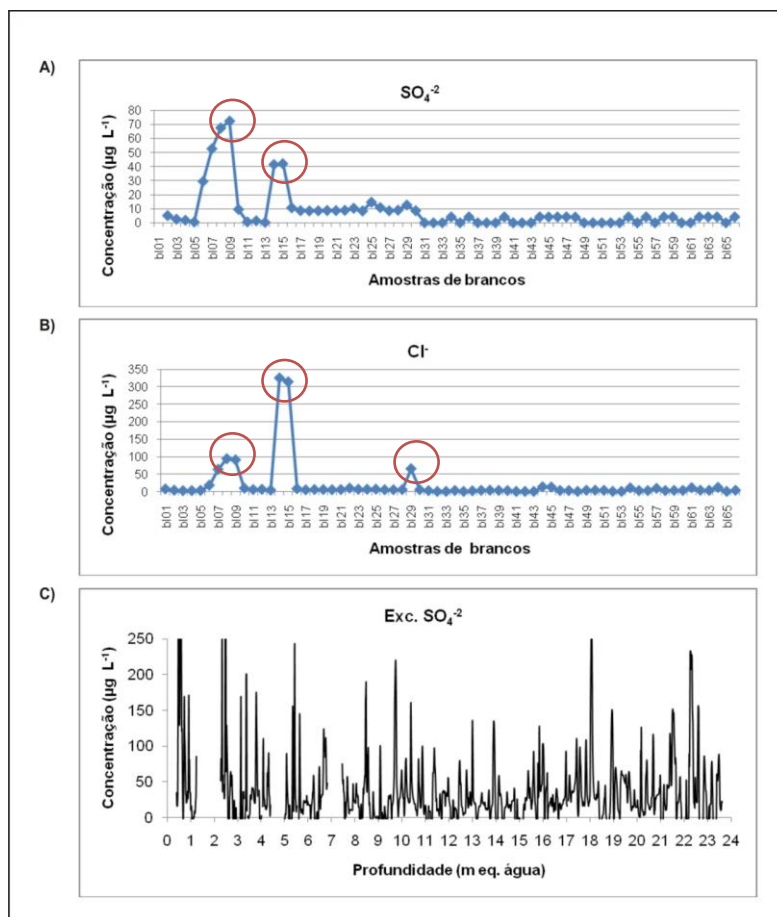 A)
SO₄⁻²
Concentração (µg L⁻¹)
80
70
60
50
40
30
20
10
0
bl01 bl03 bl05 bl07 bl09 bl11 bl13 bl15 bl17 bl19 bl21 bl23 bl25 bl27 bl29 bl31 bl33 bl35 bl37 bl39 bl41 bl43 bl45 bl47 bl49 bl51 bl53 bl55 bl57 bl59 bl61 bl63 bl65
Amostras de brancos
B)
Cl⁻
Concentração (µg L⁻¹)
350
300
250
200
150
100
50
0
bl01 bl03 bl05 bl07 bl09 bl11 bl13 bl15 bl17 bl19 bl21 bl23 bl25 bl27 bl29 bl31 bl33 bl35 bl37 bl39 bl41 bl43 bl45 bl47 bl49 bl51 bl53 bl55 bl57 bl59 bl61 bl63 bl65
Amostras de brancos
C)
Exc. SO₄⁻²
Concentração (µg L⁻¹)
250
200
150
100
50
0
0 1 2 3 4 5 6 7 8 9 10 11 12 13 14 15 16 17 18 19 20 21 22 23 24
Profundidade (m eq. água)